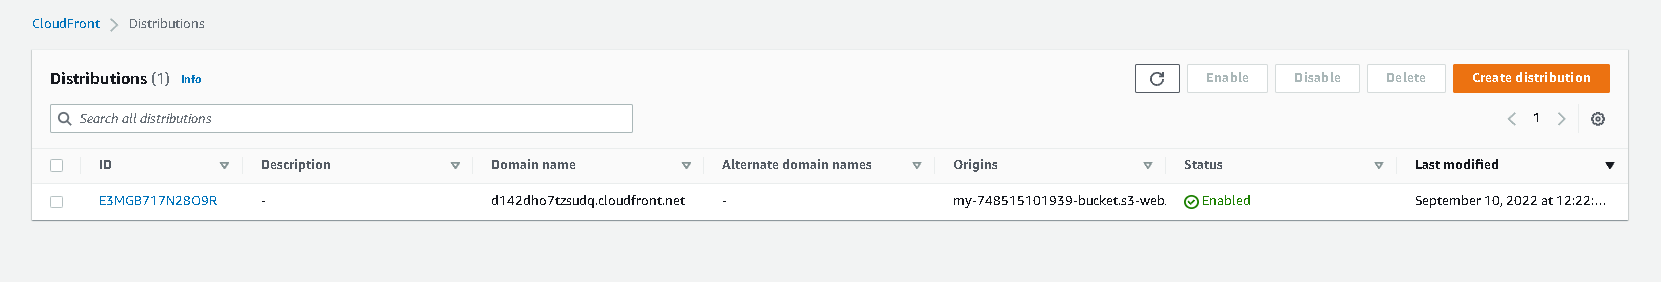 CloudFront > Distributions
Distributions (1) Info
Enable Disable Delete Create distribution
Search all distributions
1
ID Description Domain name Alternate domain names Origins Status Last modified
E3MGB717N28O9R - d142dho7tzsudq.cloudfront.net - my-748515101939-bucket.s3-web. Enabled September 10, 2022 at 12:22:...